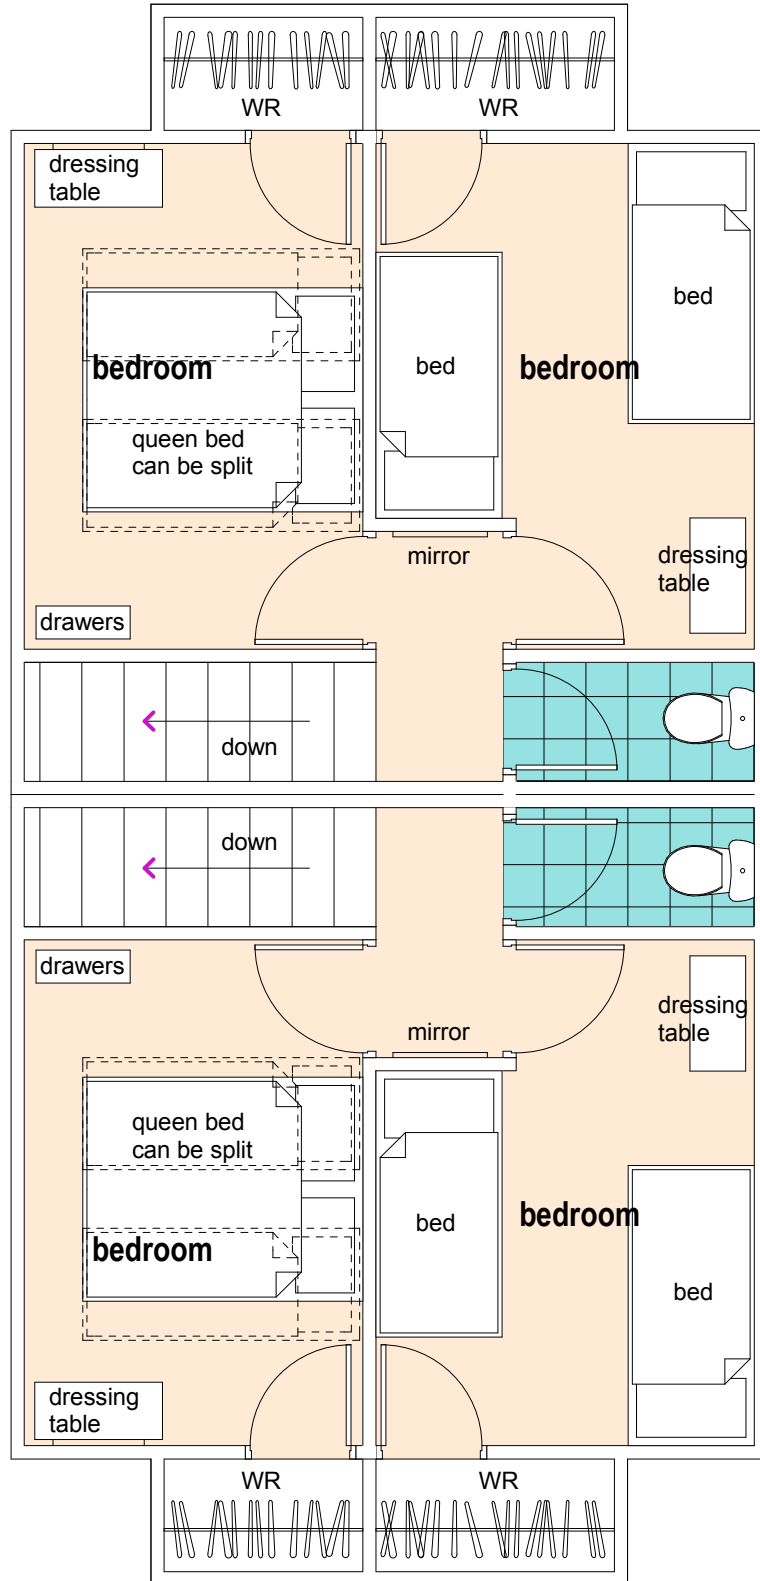 WR
WR
dressing
table
bed
bed
bedroom
bedroom
queen bed
can be split
mirror
dressing
table
drawers
down
down
drawers
dressing
table
mirror
queen bed
can be split
bed
bedroom
bedroom
bed
dressing
table
WR
WR